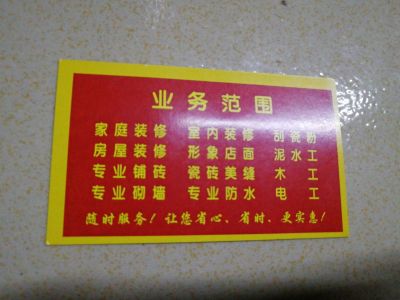 业务范围
家庭装修 室内装修 刮瓷粉
房屋装修 形象店面 泥水工
专业铺砖 瓷砖美缝 木工
专业砌墙 专业防水 电工
随时服务!让您省心、省时、更实惠!